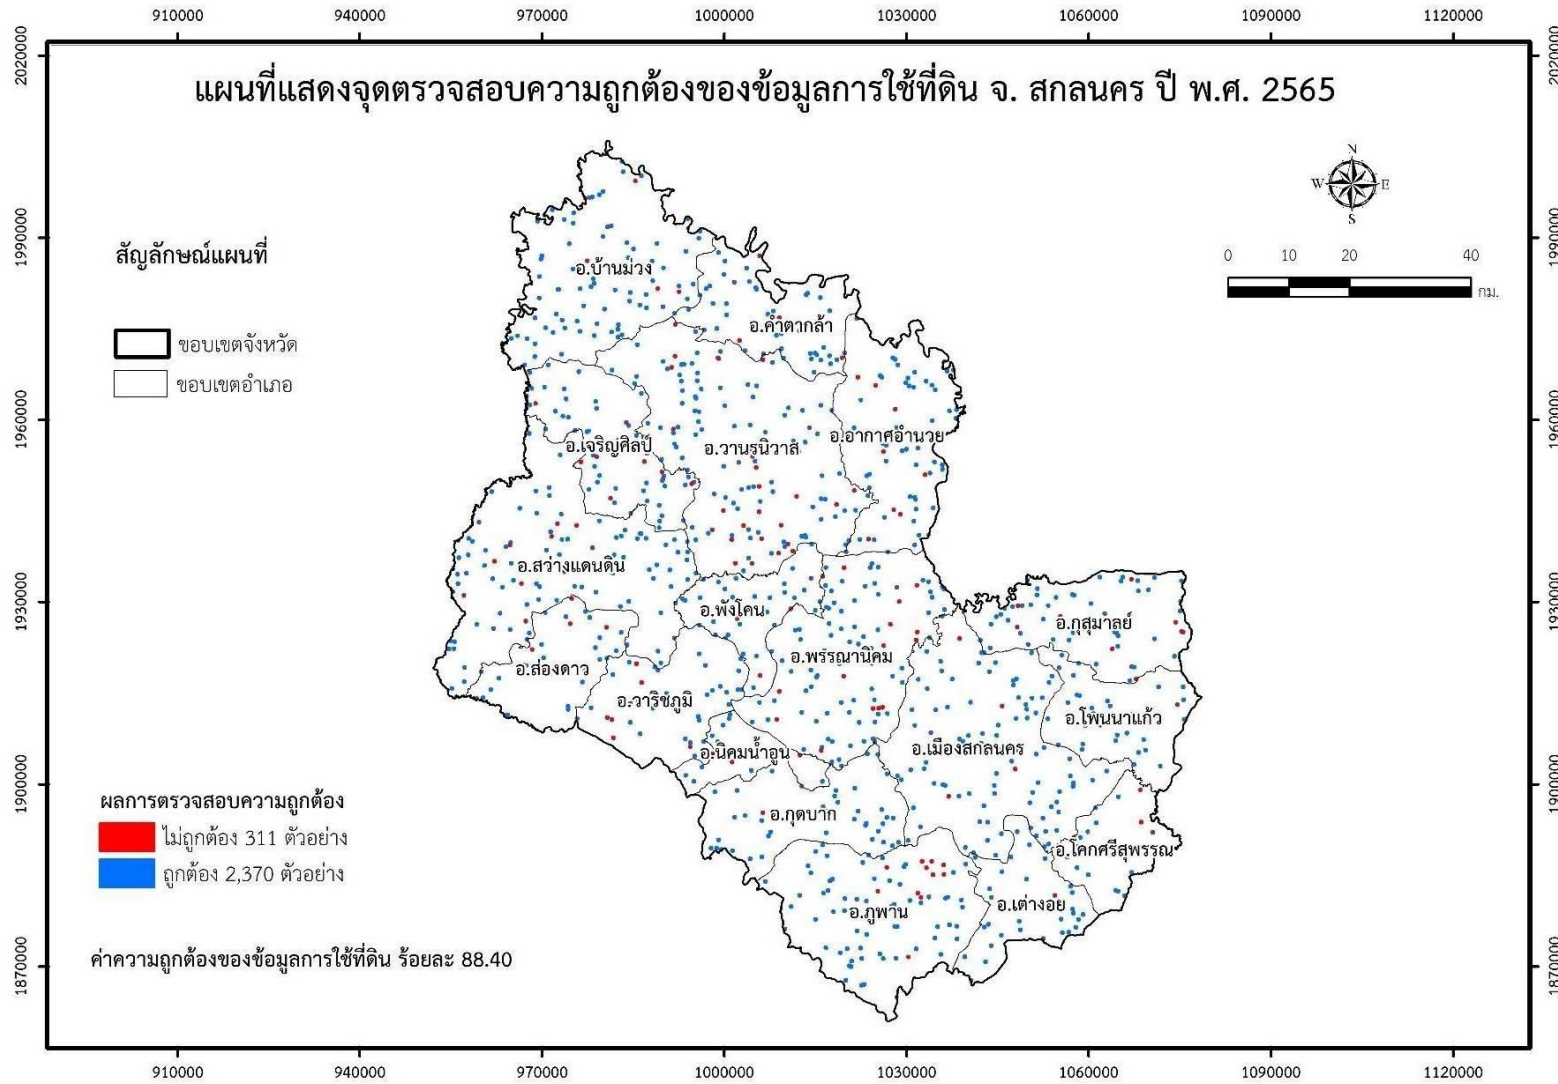 910000 940000 970000 1000000 1030000 1060000 1090000 1120000
2020000 2020000
แผนที่แสดงจุดตรวจสอบความถูกต้องของข้อมูลการใช้ที่ดิน จ. สกลนคร ปี พ.ศ. 2565
N
W E
S
1990000 1990000
สัญลักษณ์แผนที่
0 10 20 40
กม.
อ.บ้านม่วง
อ.คำตากล้า
ขอบเขตจังหวัด
ขอบเขตอำเภอ
1960000 1960000
อ.เจริญศิลป์ อ.วานรนิวาส อ.อากาศอำนวย
อ.สว่างแดนดิน
1930000 1930000
อ.พังโคน
อ.กุสุมาลย์
อ.ส่องดาว อ.พรรณานิคม
อ.วาริชภูมิ
อ.โพนนาแก้ว
อ.นิคมน้ำอูน อ.เมืองสกลนคร
1900000 1900000
ผลการตรวจสอบความถูกต้อง
ไม่ถูกต้อง 311 ตัวอย่าง
ถูกต้อง 2,370 ตัวอย่าง
อ.กุดบาก
อ.โคกศรีสุพรรณ
อ.ภูพาน อ.เต่างอย
ค่าความถูกต้องของข้อมูลการใช้ที่ดิน ร้อยละ 88.40
1870000 1870000
910000 940000 970000 1000000 1030000 1060000 1090000 1120000